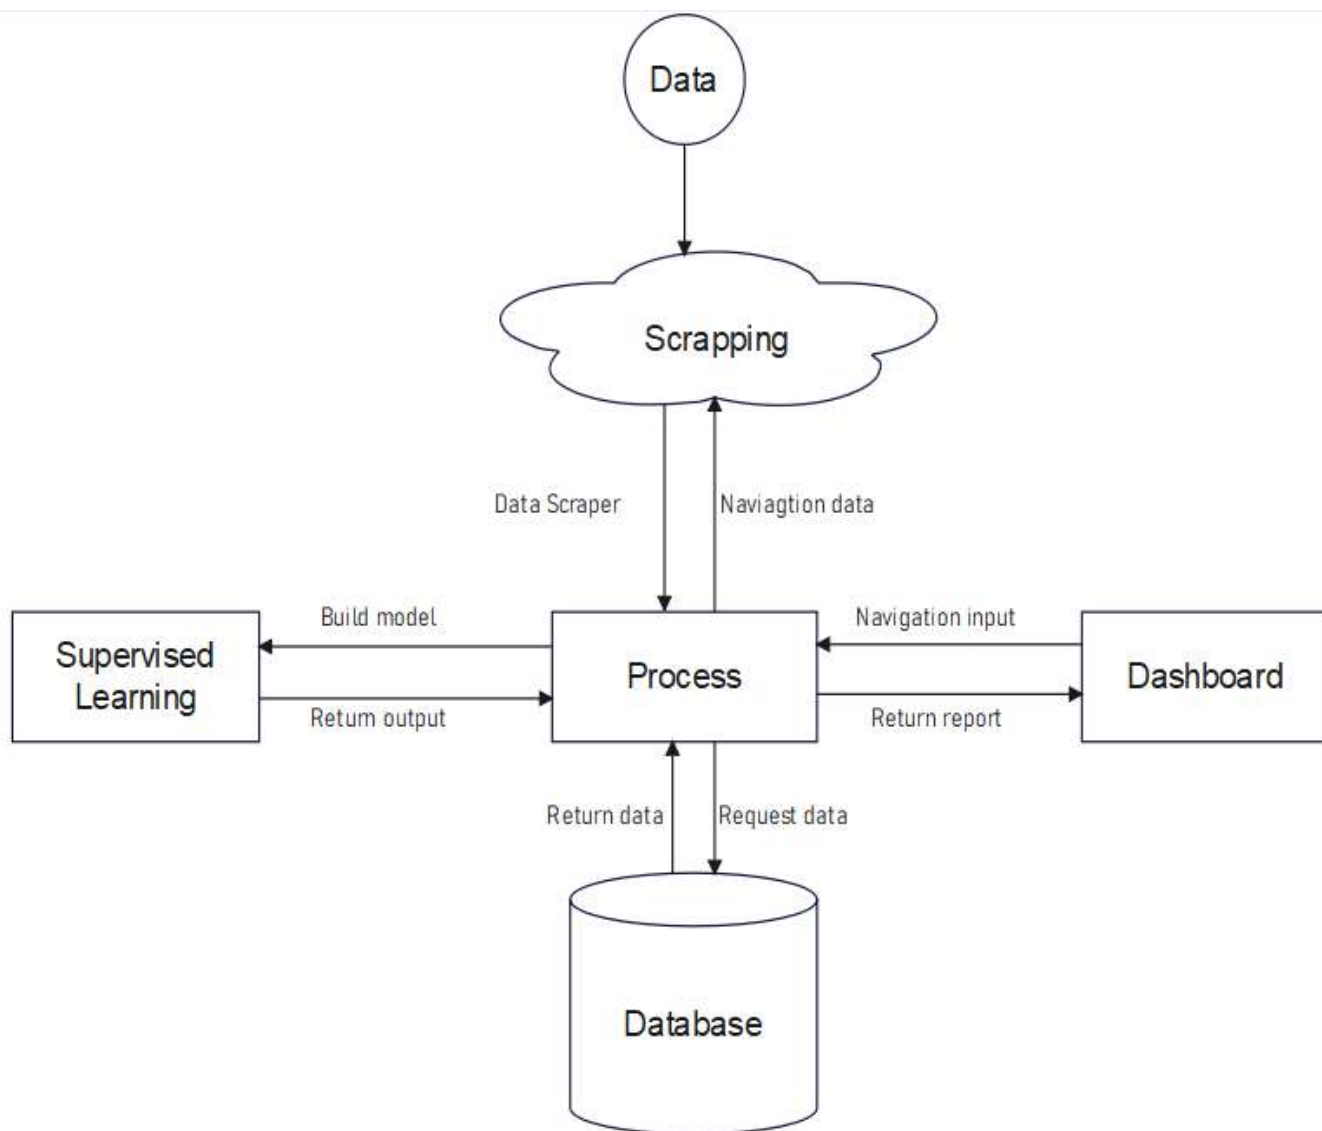 Data
Scrapping
Data Scraper
Naviagtion data
Build model
Navigation input
Supervised
Learning
Process
Dashboard
Return output
Return report
Return data
Request data
Database